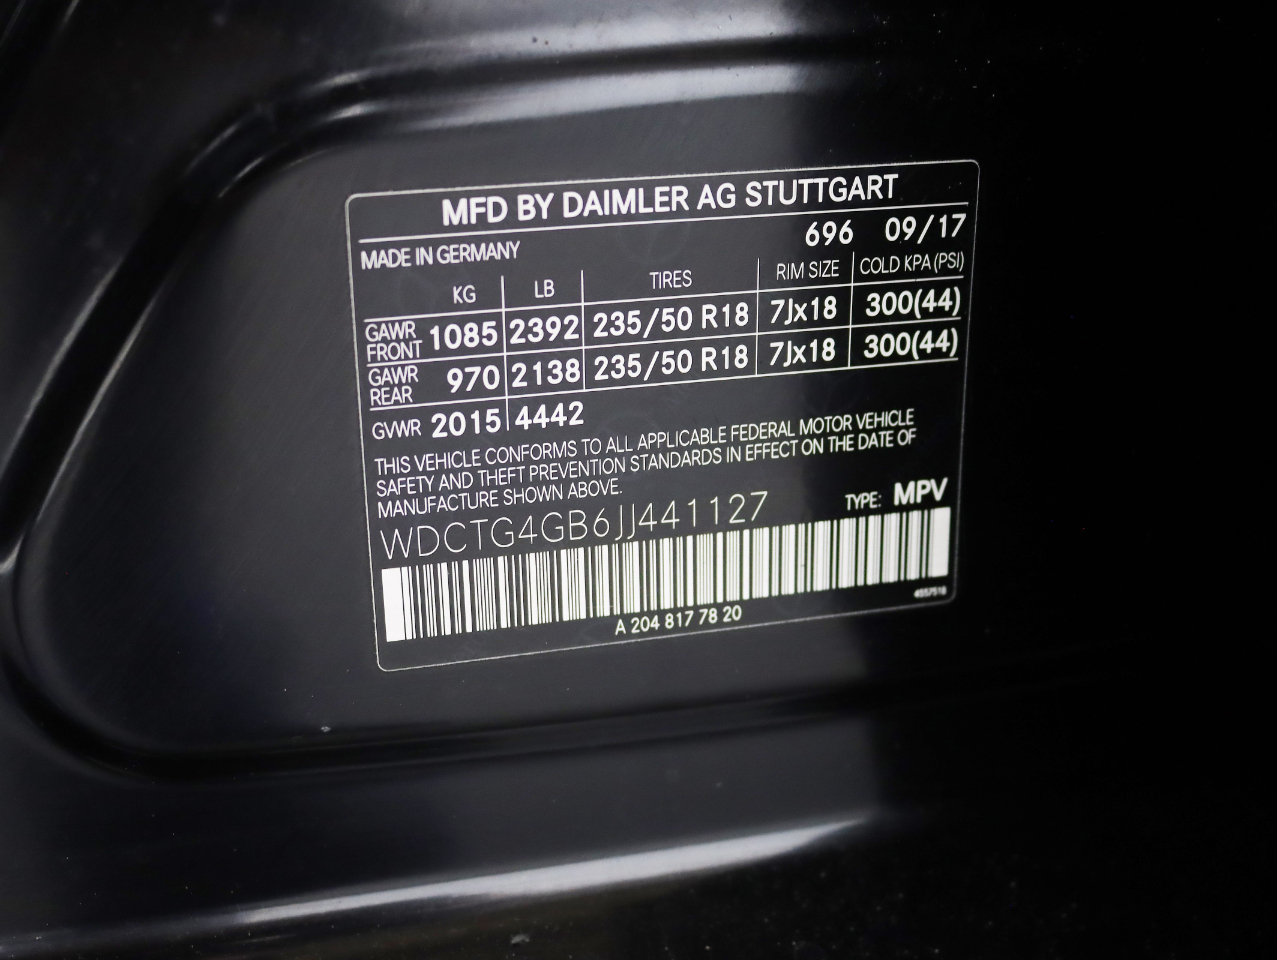 MFD BY DAIMLER AG STUTTGART
MADE IN GERMANY 696 09/17
KG LB TIRES RIM SIZE COLD KPA (PSI)
GAWR FRONT 1085 2392 235/50 R18 7Jx18 300(44)
GAWR REAR 970 2138 235/50 R18 7Jx18 300(44)
GVWR 2015 4442
THIS VEHICLE CONFORMS TO ALL APPLICABLE FEDERAL MOTOR VEHICLE
SAFETY AND THEFT PREVENTION STANDARDS IN EFFECT ON THE DATE OF
MANUFACTURE SHOWN ABOVE.
WDCTG4GB6JJ441127 TYPE: MPV
A 204 817 78 20